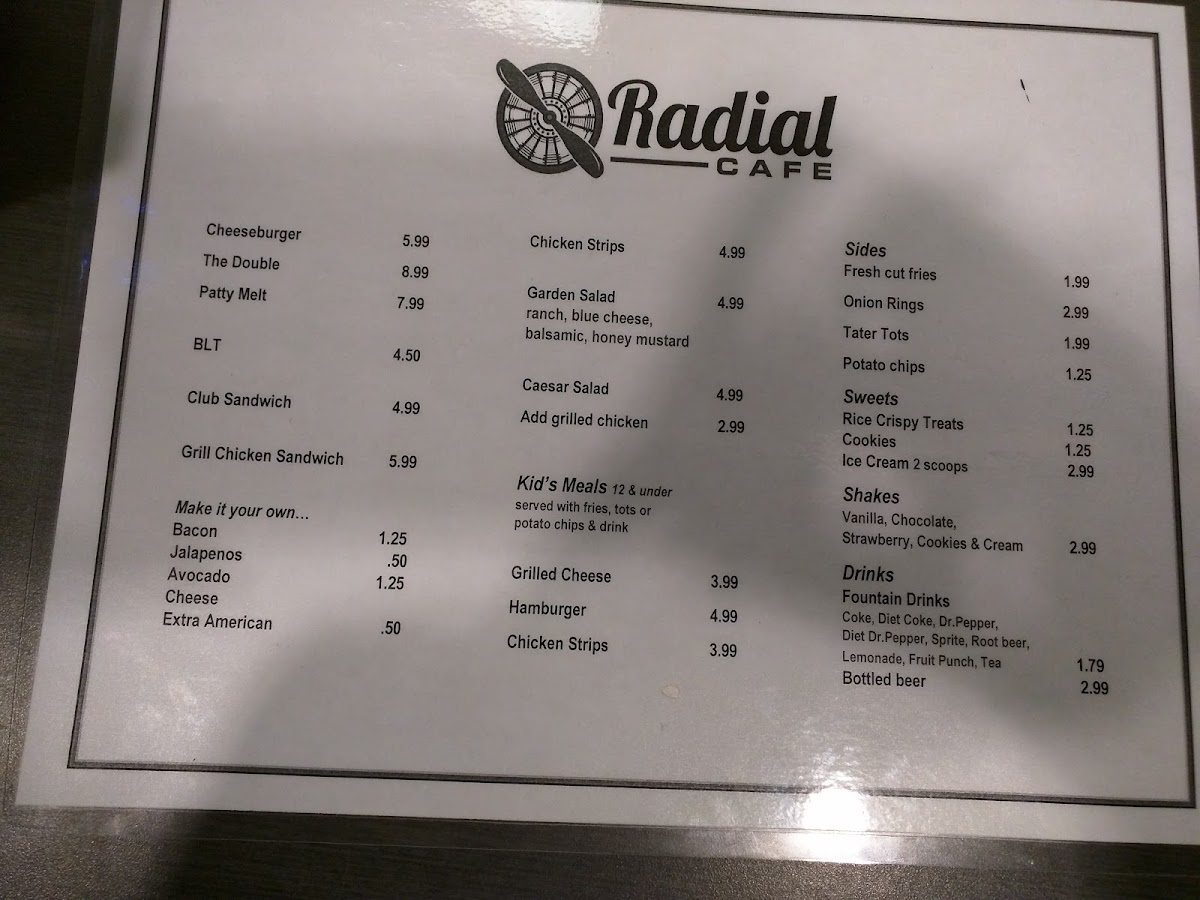 Radial
CAFE
Cheeseburger 5.99
The Double 8.99
Patty Melt 7.99
BLT 4.50
Club Sandwich 4.99
Grill Chicken Sandwich 5.99
Make it your own...
Bacon 1.25
Jalapenos .50
Avocado 1.25
Cheese
Extra American .50
Chicken Strips 4.99
Garden Salad 4.99
ranch, blue cheese,
balsamic, honey mustard
Caesar Salad 4.99
Add grilled chicken 2.99
Kid's Meals 12 & under
served with fries, tots or
potato chips & drink
Grilled Cheese 3.99
Hamburger 4.99
Chicken Strips 3.99
Sides
Fresh cut fries 1.99
Onion Rings 2.99
Tater Tots 1.99
Potato chips 1.25
Sweets
Rice Crispy Treats 1.25
Cookies 1.25
Ice Cream 2 scoops 2.99
Shakes
Vanilla, Chocolate,
Strawberry, Cookies & Cream 2.99
Drinks
Fountain Drinks
Coke, Diet Coke, Dr.Pepper,
Diet Dr.Pepper, Sprite, Root beer,
Lemonade, Fruit Punch, Tea 1.79
Bottled beer 2.99